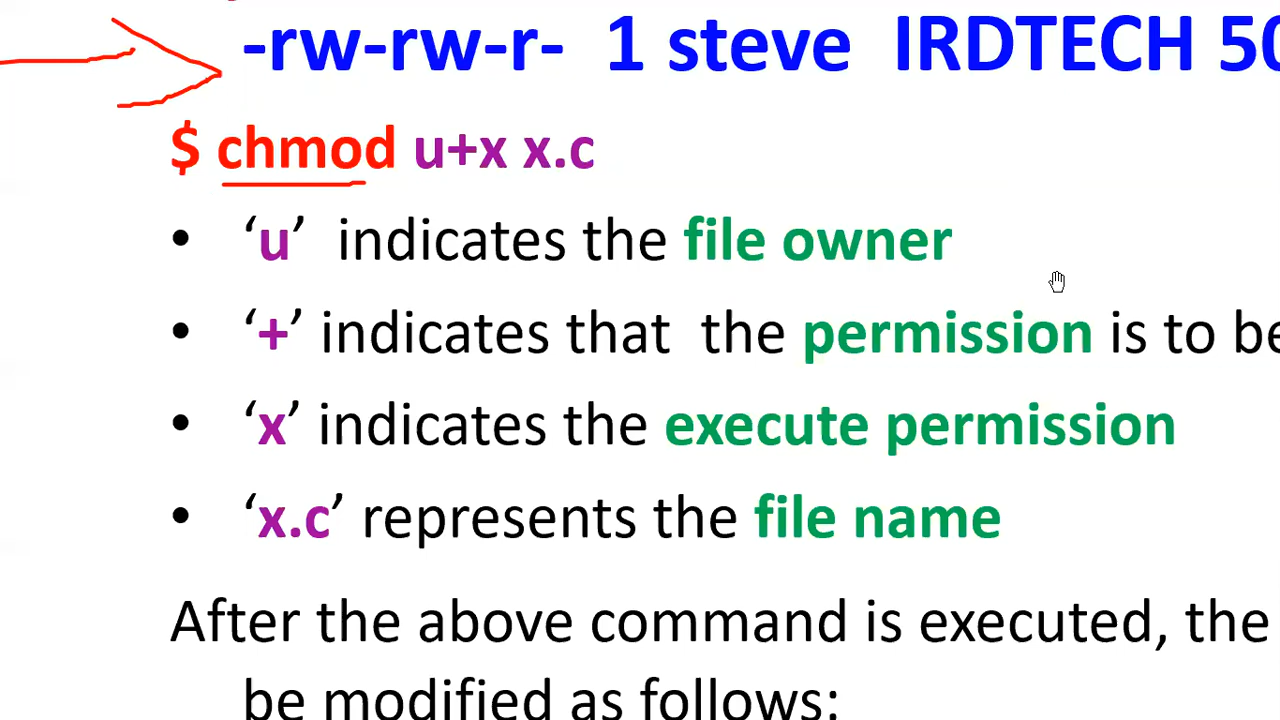 -rw-rw-r- 1 steve IRDTECH 50
$ chmod u+x x.c
• ‘u’ indicates the file owner
• ‘+’ indicates that the permission is to be
• ‘x’ indicates the execute permission
• ‘x.c’ represents the file name
After the above command is executed, the
be modified as follows: